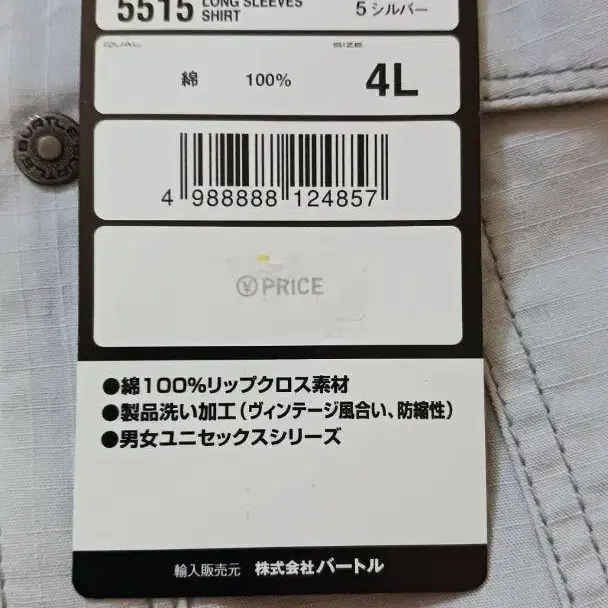 5515 LONG SLEEVES
SHIRT
5 シルバー
QUAL
SIZE
綿 100% 4L
4 988888 124857
¥ PRICE
●綿100%リップクロス素材
●製品洗い加工(ヴィンテージ風合い、防縮性)
●男女ユニセックスシリーズ
輸入販売元 株式会社バートル
BURTLE BURTLE